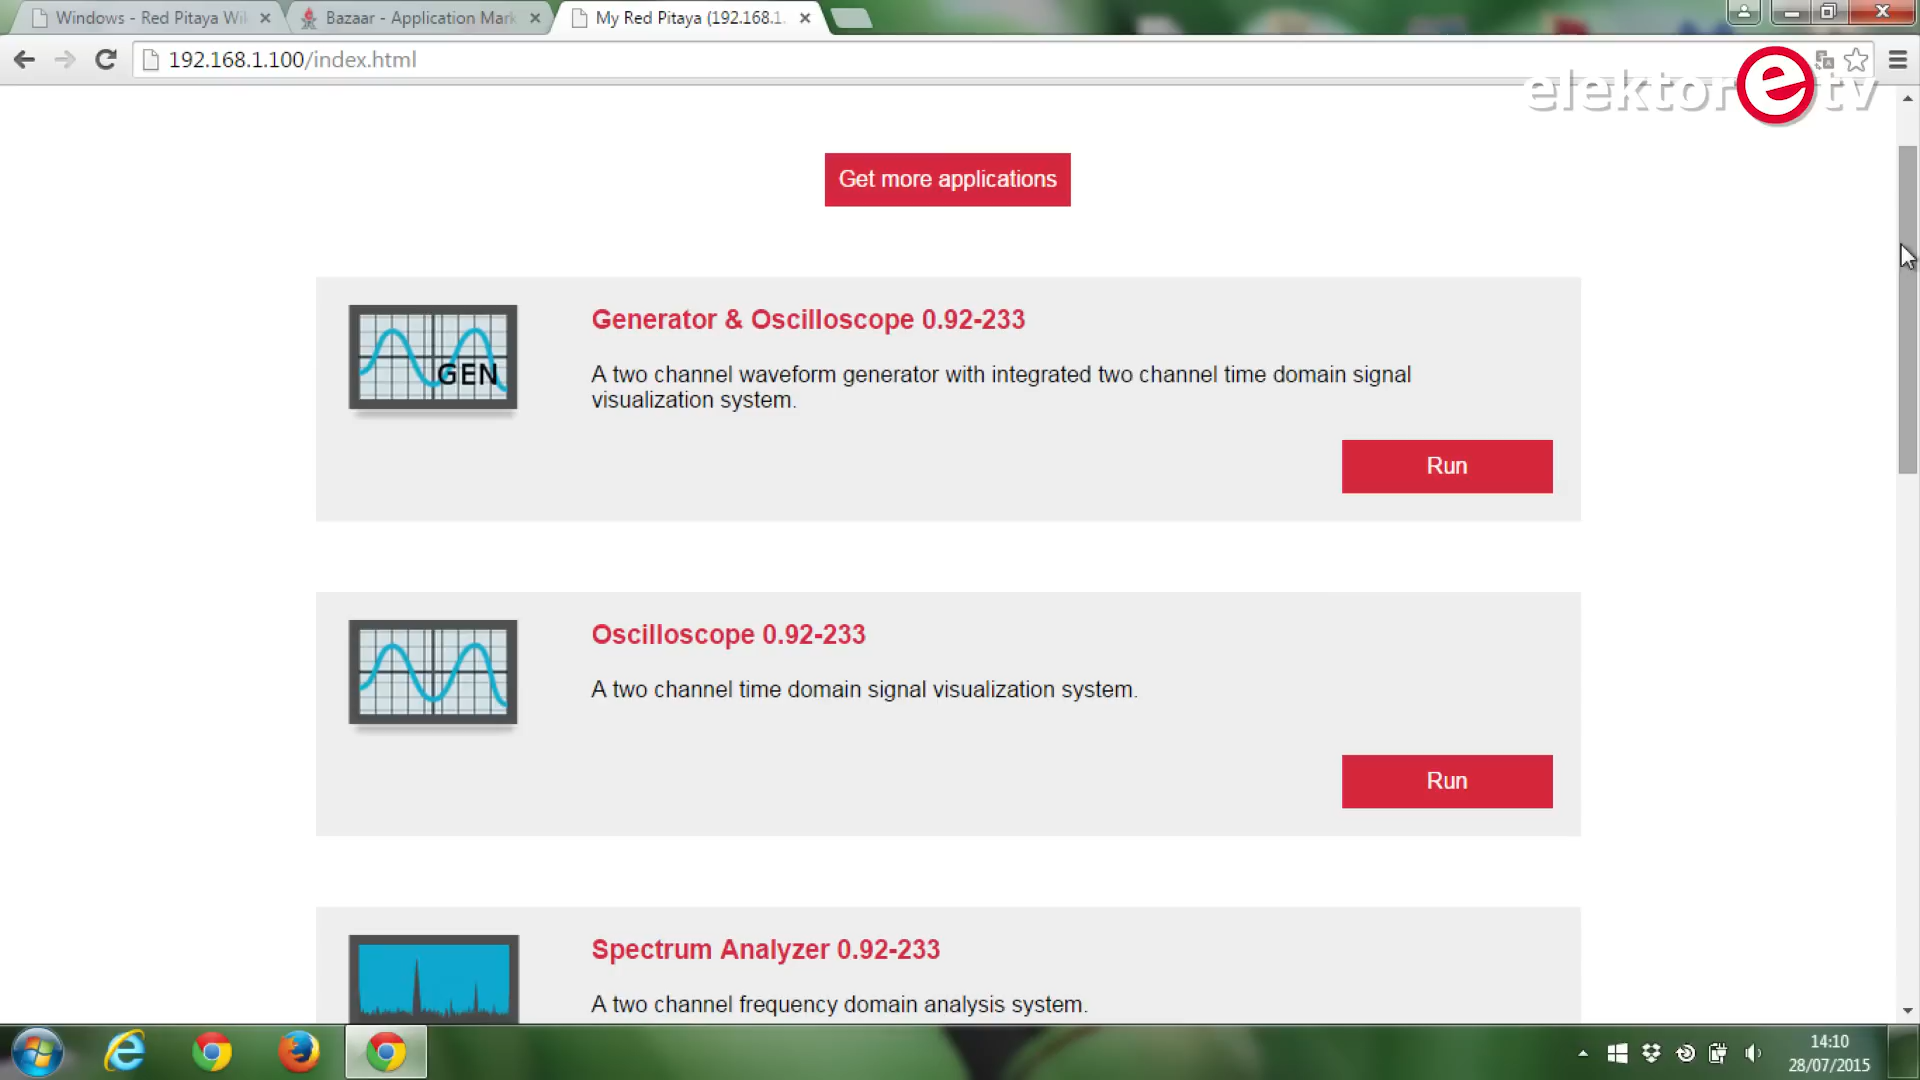 Windows - Red Pitaya Wi
Bazaar - Application Mark
My Red Pitaya (192.168.1.
192.168.1.100/index.html
elektor e tv
Get more applications
Generator & Oscilloscope 0.92-233
GEN
A two channel waveform generator with integrated two channel time domain signal
visualization system.
Run
Oscilloscope 0.92-233
A two channel time domain signal visualization system.
Run
Spectrum Analyzer 0.92-233
A two channel frequency domain analysis system.
14:10
28/07/2015